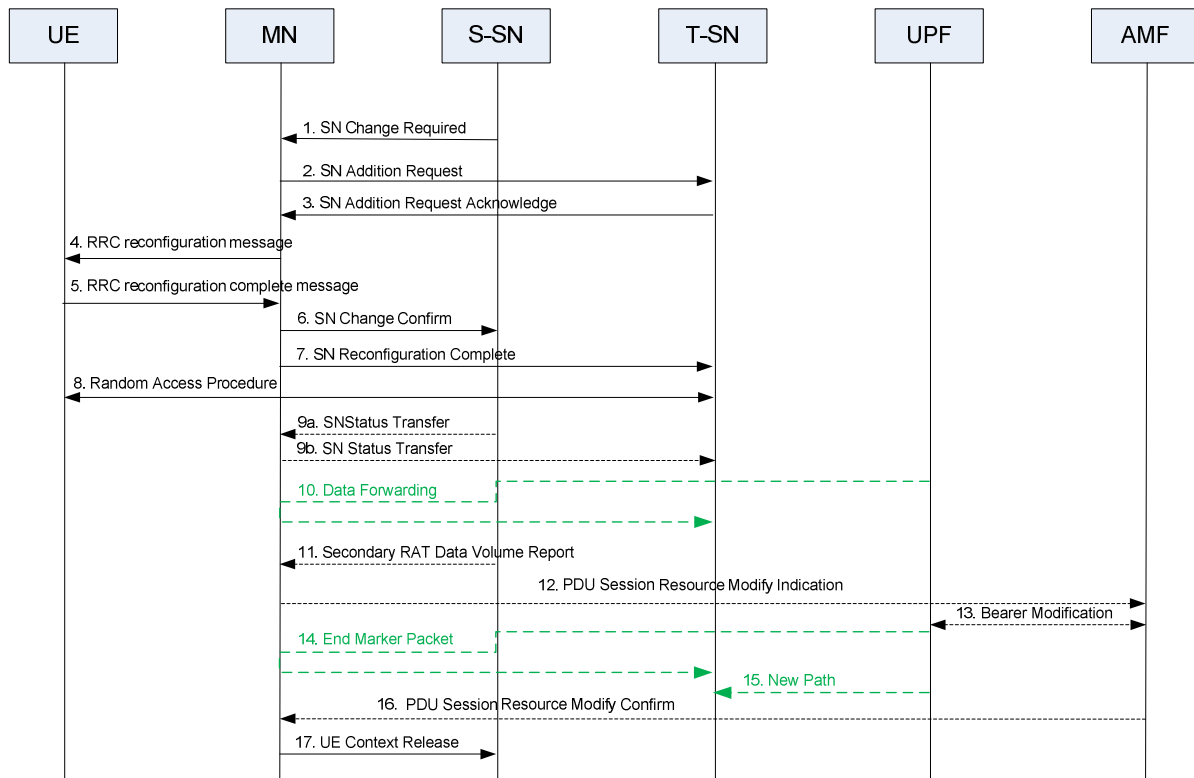 UE
MN
S-SN
T-SN
UPF
AMF
1. SN Change Required
2. SN Addition Request
3. SN Addition Request Acknowledge
4. RRC reconfiguration message
5. RRC reconfiguration complete message
6. SN Change Confirm
7. SN Reconfiguration Complete
8. Random Access Procedure
9a. SNStatus Transfer
9b. SN Status Transfer
10. Data Forwarding
11. Secondary RAT Data Volume Report
12. PDU Session Resource Modify Indication
13. Bearer Modification
14. End Marker Packet
15. New Path
16. PDU Session Resource Modify Confirm
17. UE Context Release